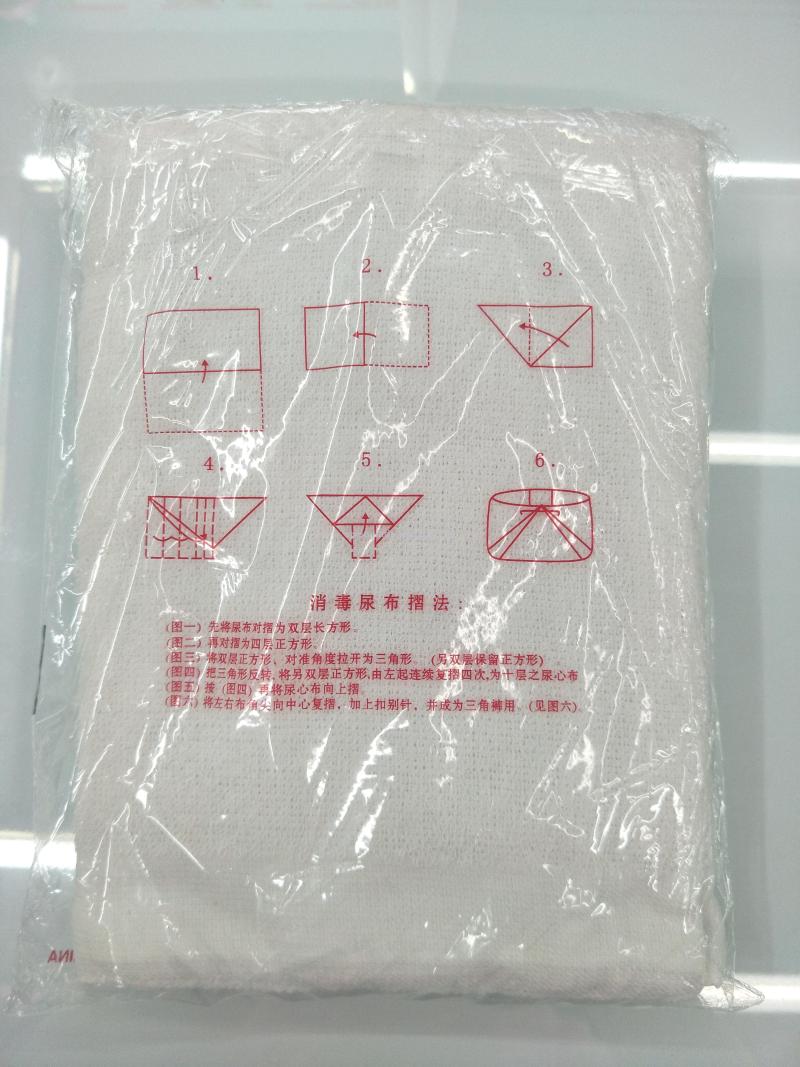 1.
2.
3.
4.
5.
6.
消毒尿布摺法：
(图一) 先将尿布对摺为双层长方形。
(图二) 再对摺为四层正方形。
(图三) 将双层正方形、对准角度拉开为三角形。 (另双层保留正方形)
(图四) 把三角形反转, 将另双层正方形, 由左起连续复摺四次, 为十层之尿心布
(图五) 按 (图四) 再将尿心布向上摺。
(图六) 将左右布角尖向中心复摺, 加上扣别针, 并成为三角裤用。(见图六)